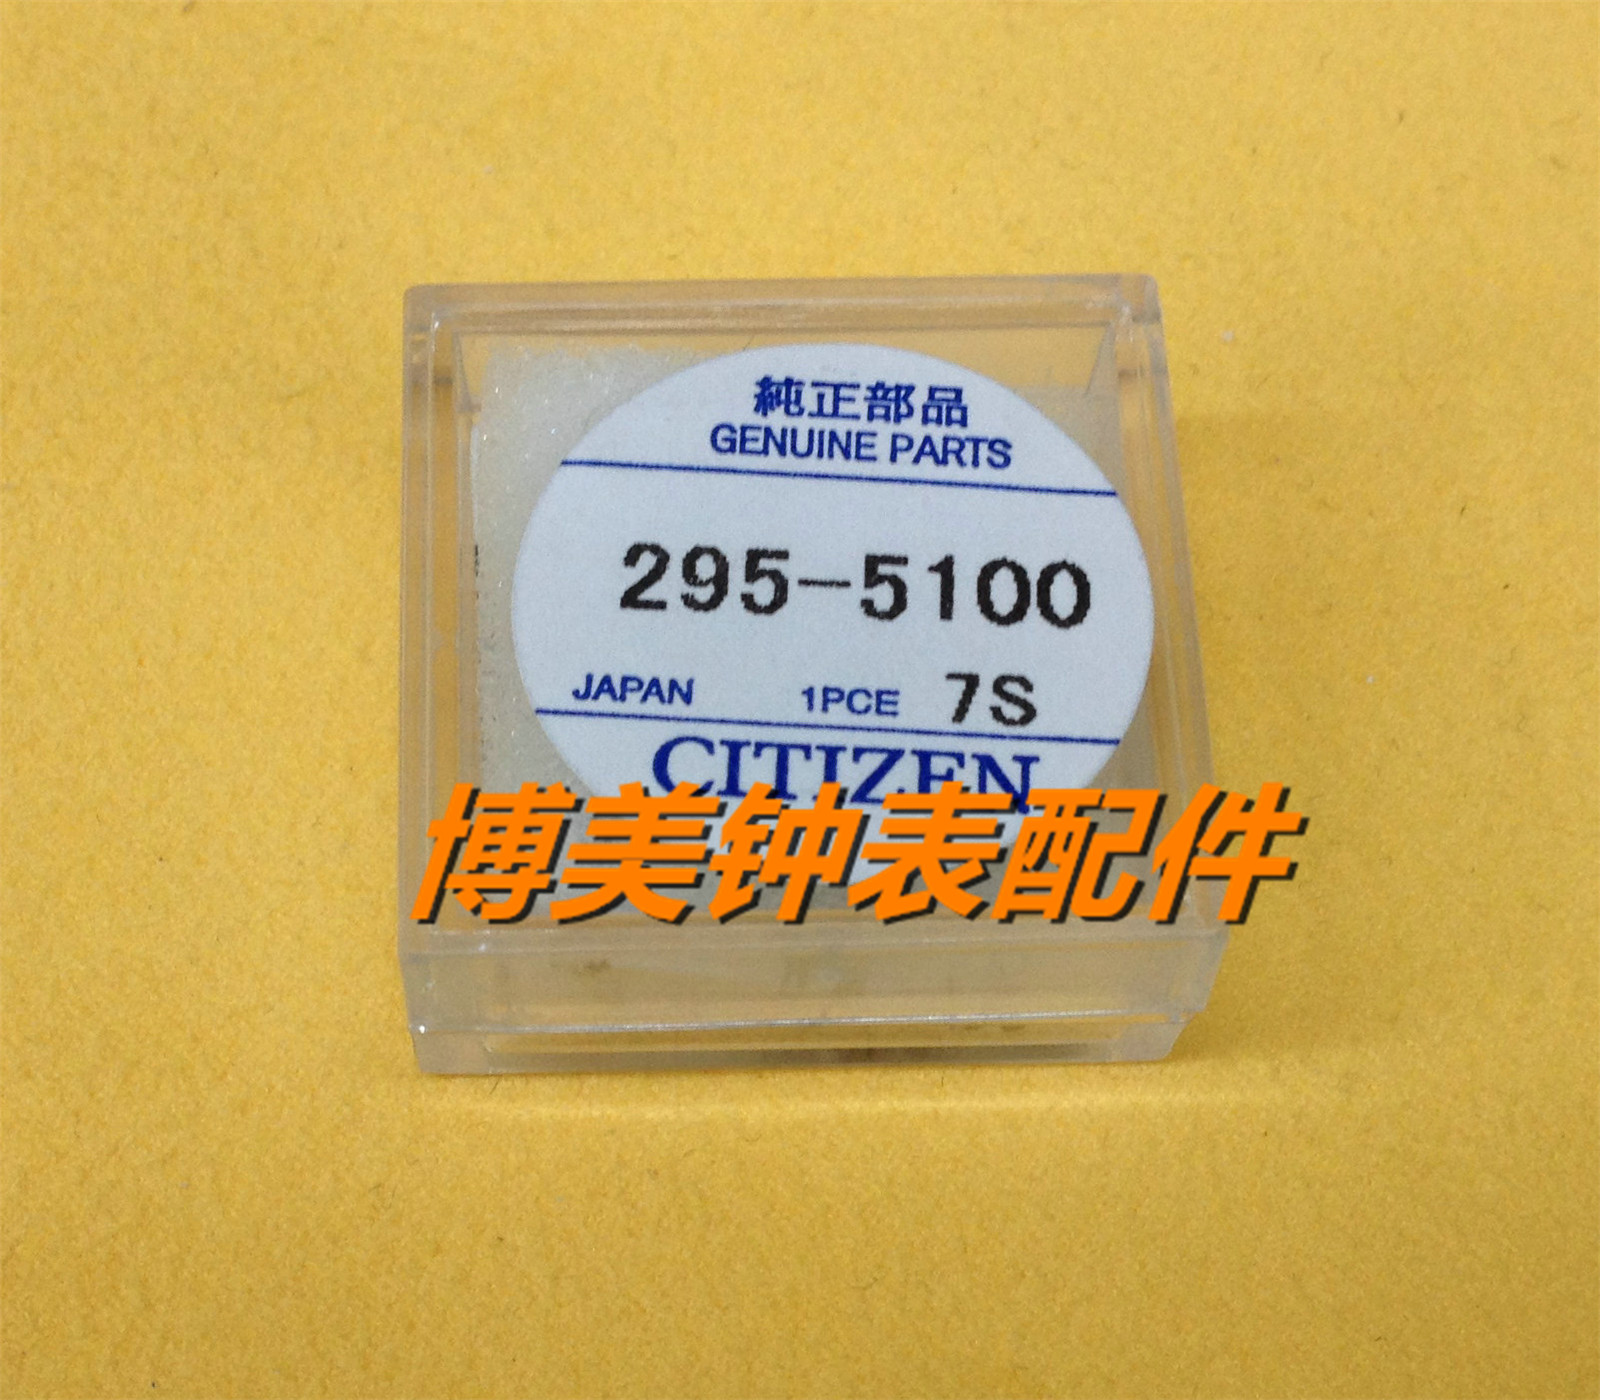 純正部品
GENUINE PARTS
295-5100
JAPAN 1PCE 7S
CITIZEN
博美钟表配件